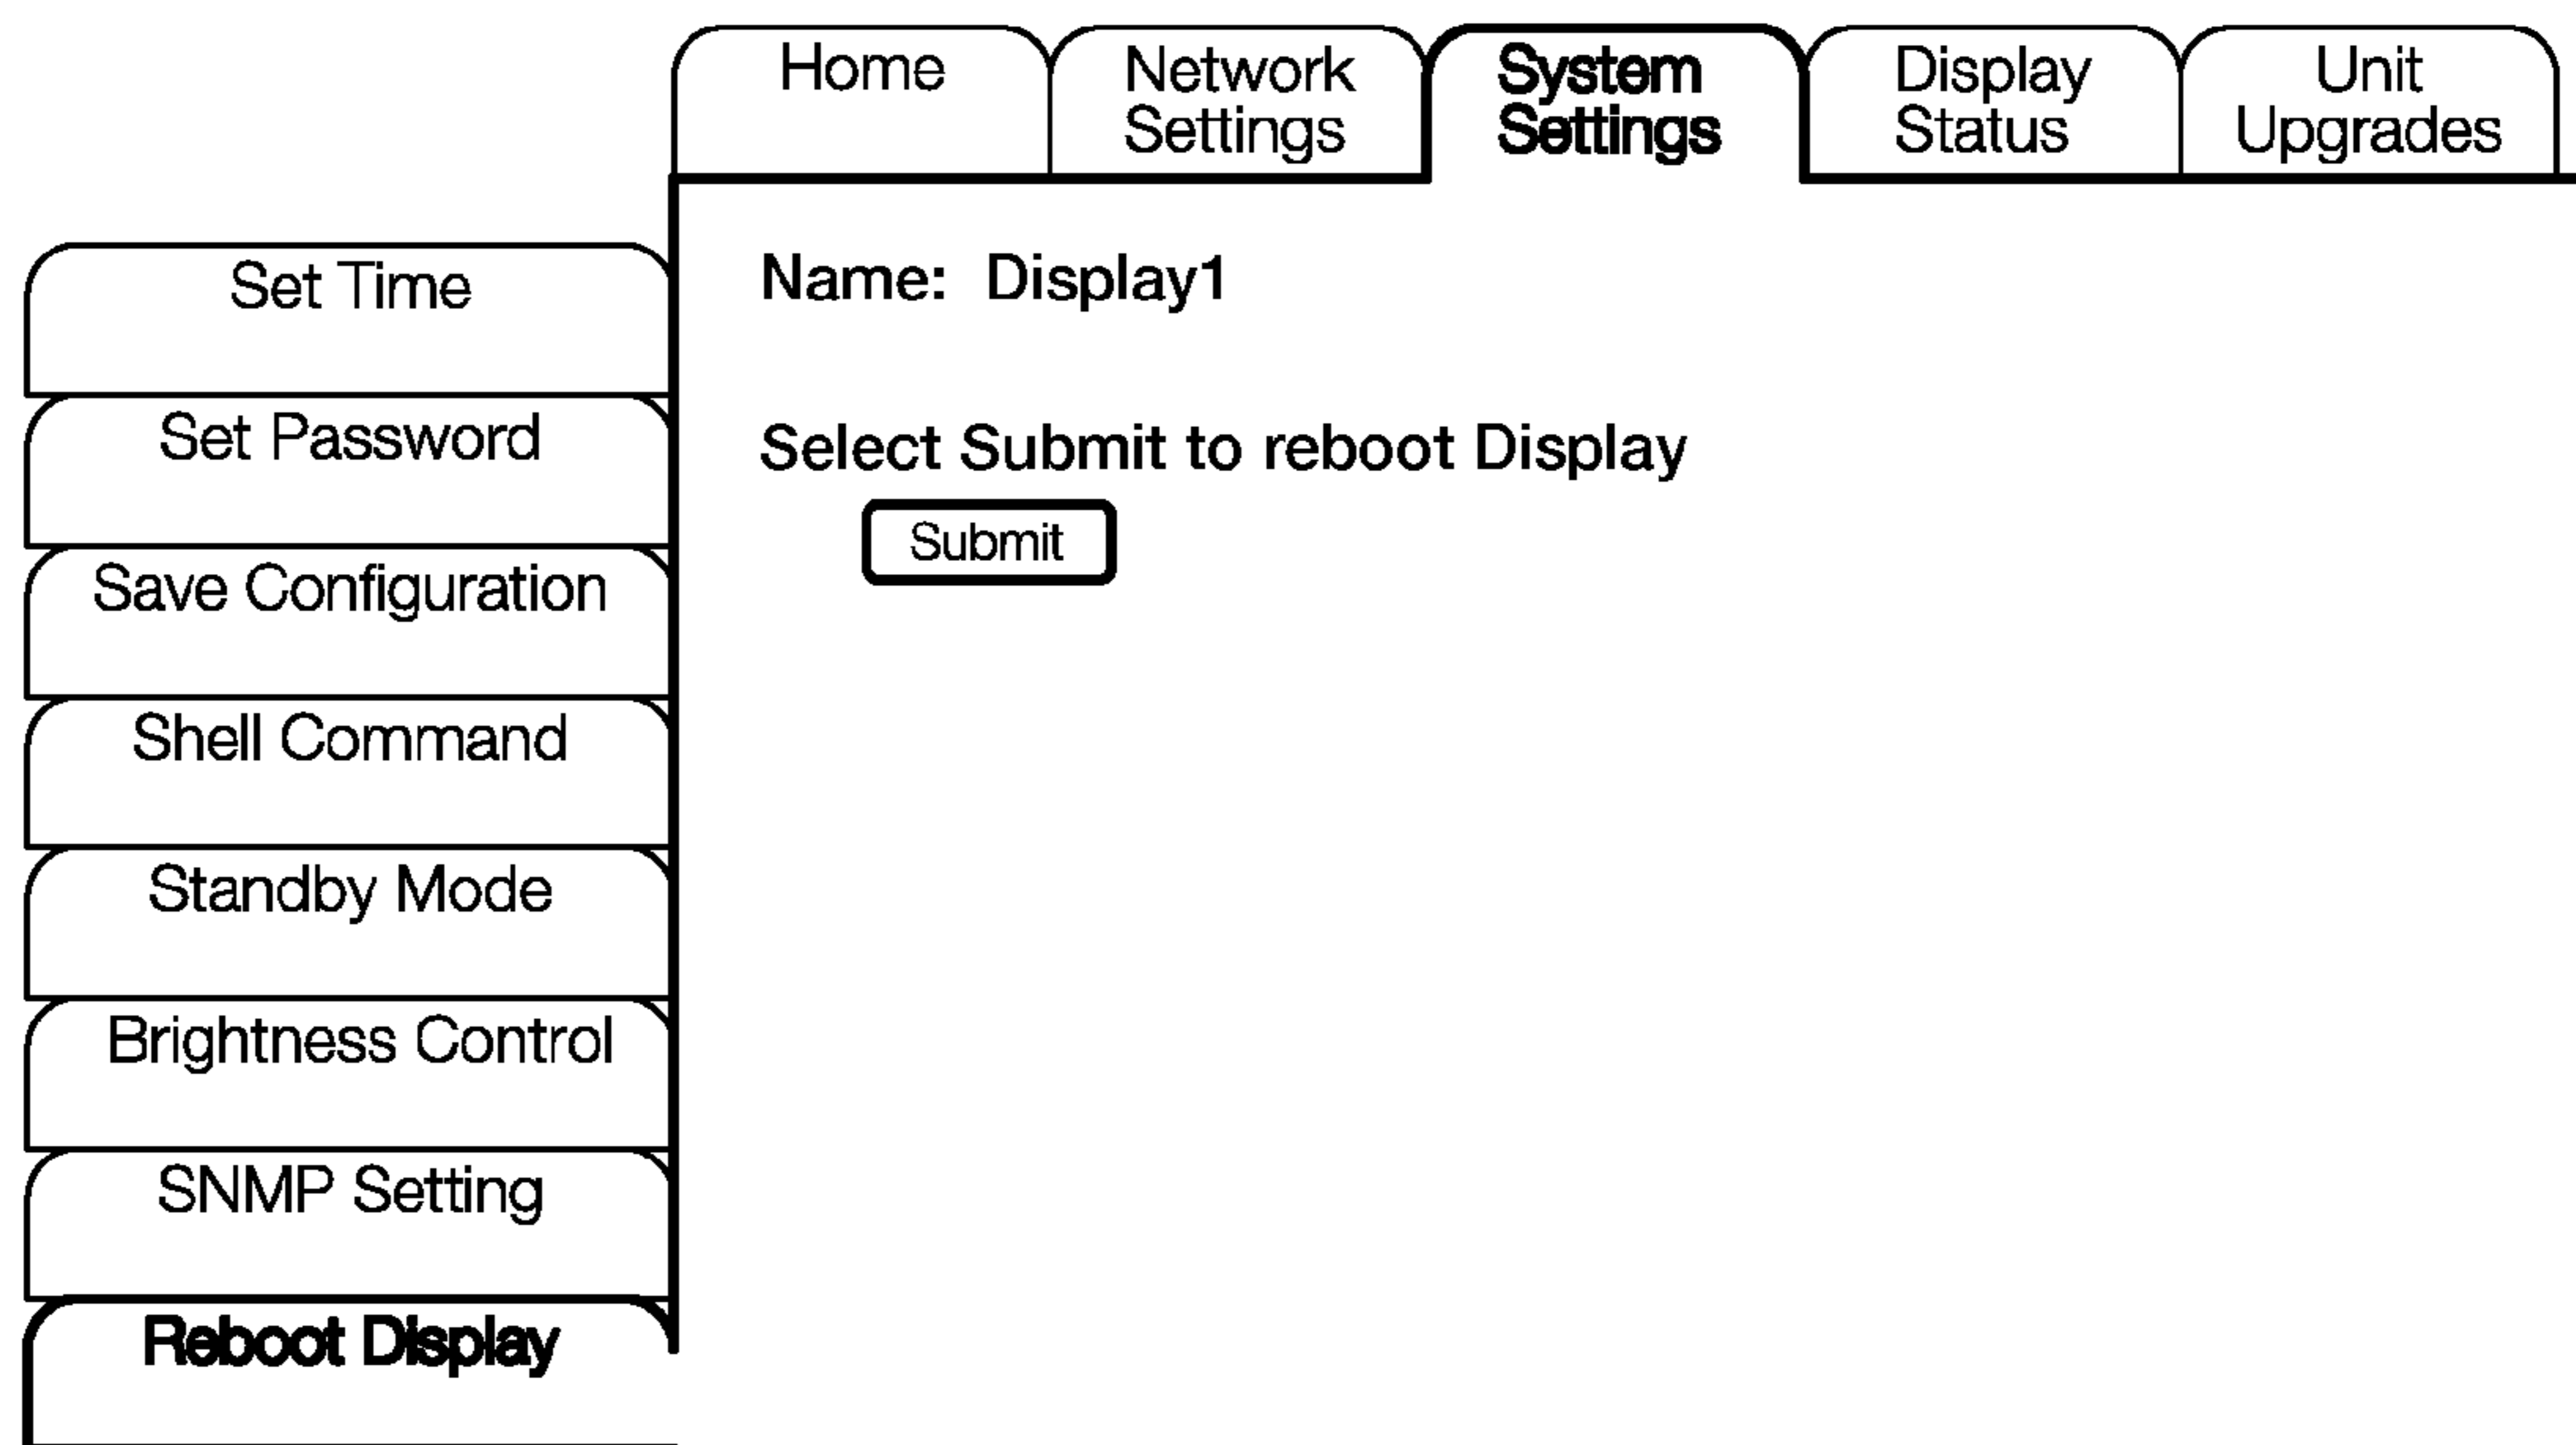 Home
Network
Settings
System
Settings
Display
Status
Unit
Upgrades
Set Time
Set Password
Save Configuration
Shell Command
Standby Mode
Brightness Control
SNMP Setting
Reboot Display
Name: Display1
Select Submit to reboot Display
Submit